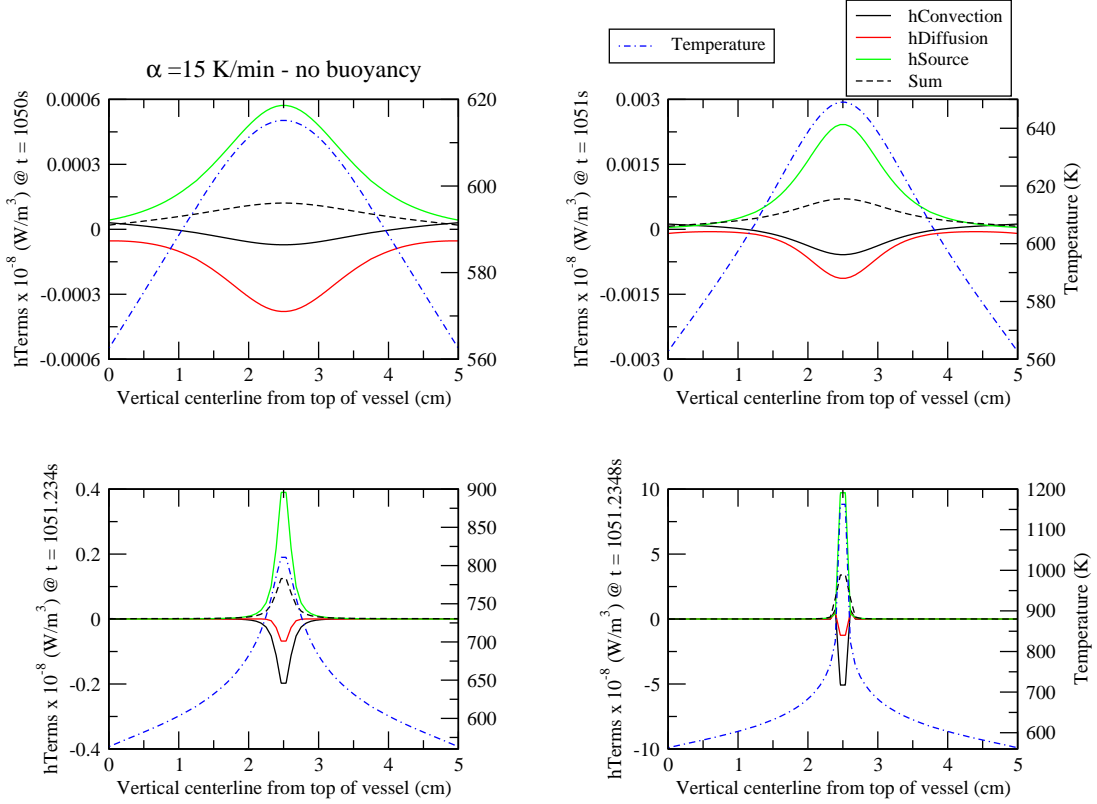 α =15 K/min - no buoyancy
Temperature
hConvection
hDiffusion
hSource
Sum
hTerms x 10^-8 (W/m^3) @ t = 1050s
0.0006
0.0003
0
-0.0003
-0.0006
620
600
580
560
0 1 2 3 4 5
Vertical centerline from top of vessel (cm)
hTerms x 10^-8 (W/m^3) @ t = 1051s
0.003
0.0015
0
-0.0015
-0.003
640
620
600
580
560
Temperature (K)
0 1 2 3 4 5
Vertical centerline from top of vessel (cm)
hTerms x 10^-8 (W/m^3) @ t = 1051.234s
0.4
0.2
0
-0.2
-0.4
900
850
800
750
700
650
600
0 1 2 3 4 5
Vertical centerline from top of vessel (cm)
hTerms x 10^-8 (W/m^3) @ t = 1051.2348s
10
5
0
-5
-10
1200
1100
1000
900
800
700
600
Temperature (K)
0 1 2 3 4 5
Vertical centerline from top of vessel (cm)